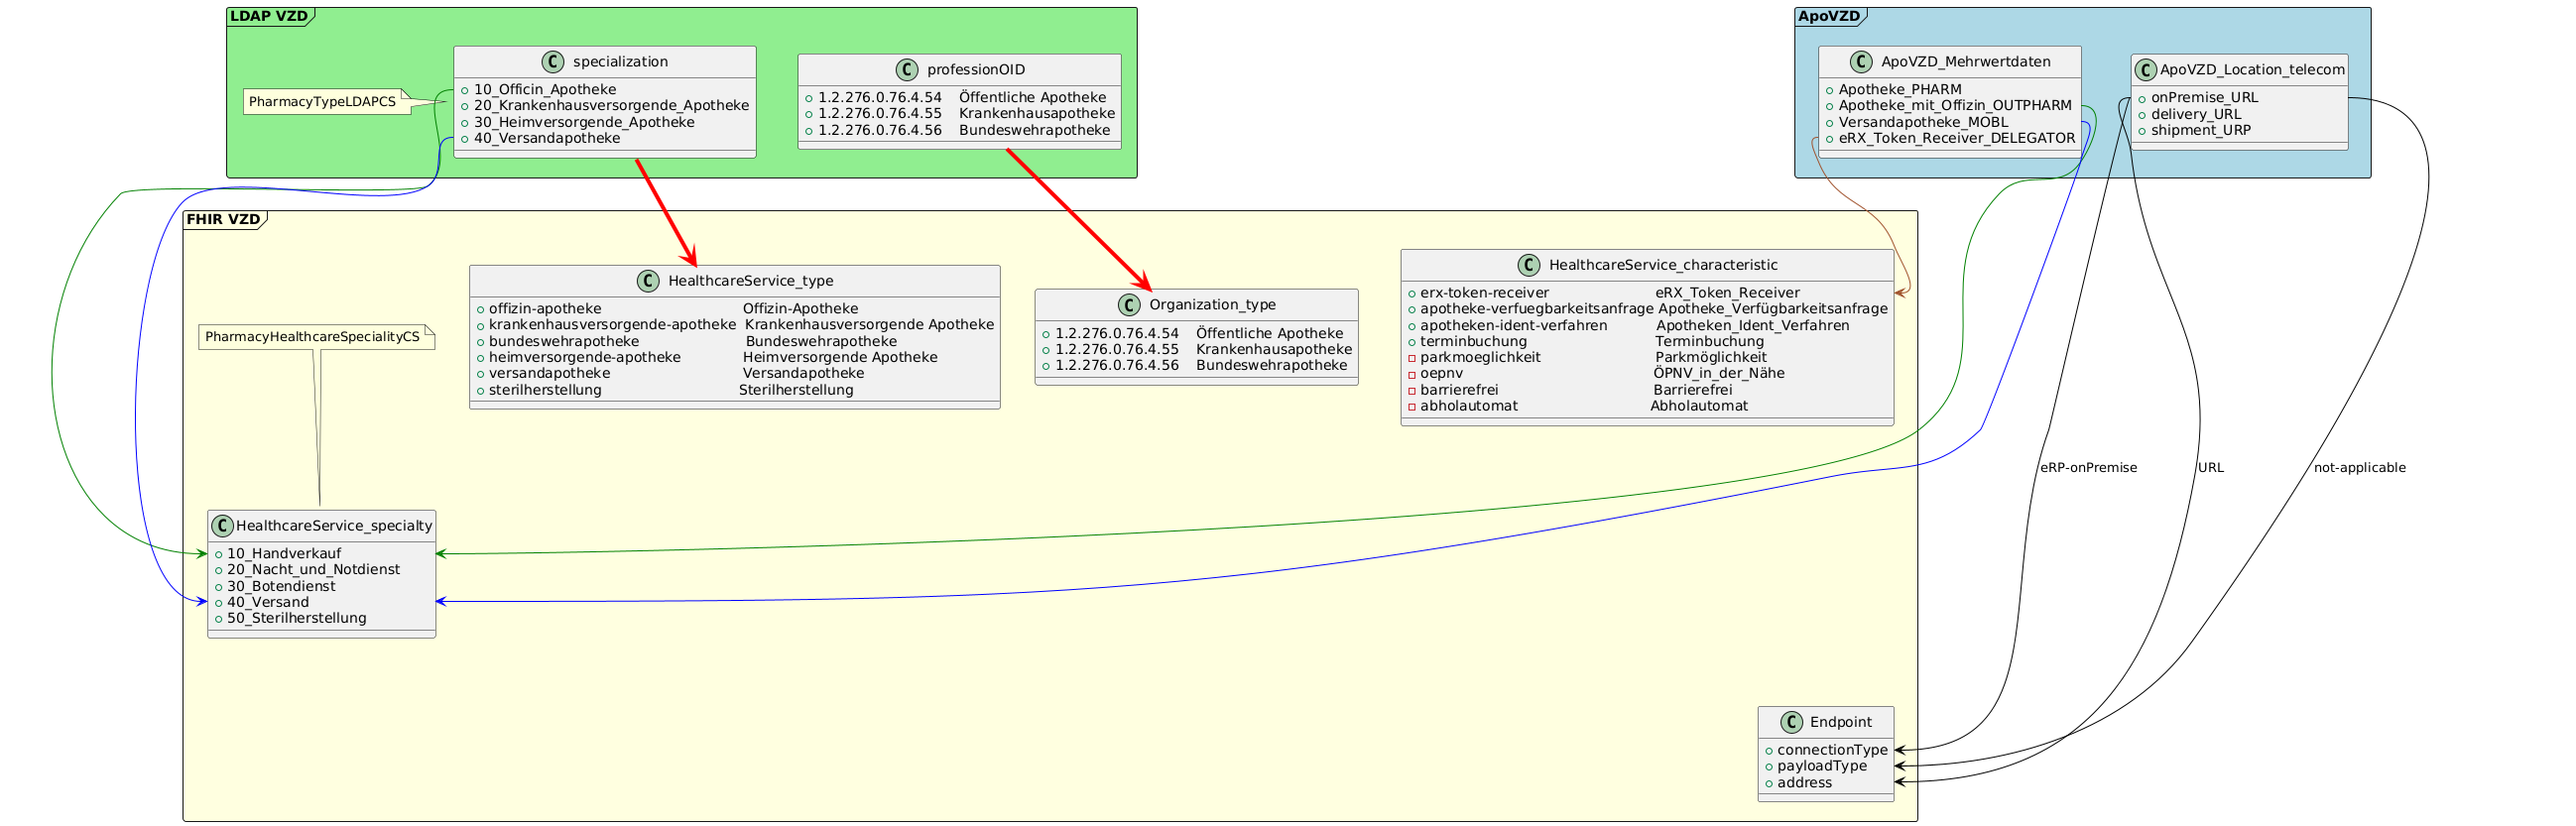 LDAP VZD
PharmacyTypeLDAPCS
C specialization
10_Officin_Apotheke
20_Krankenhausversorgende_Apotheke
30_Heimversorgende_Apotheke
40_Versandapotheke
C professionOID
1.2.276.0.76.4.54 Öffentliche Apotheke
1.2.276.0.76.4.55 Krankenhausapotheke
1.2.276.0.76.4.56 Bundeswehrapotheke
ApoVZD
C ApoVZD_Mehrwertdaten
Apotheke_PHARM
Apotheke_mit_Offizin_OUTPHARM
Versandapotheke_MOBL
eRX_Token_Receiver_DELEGATOR
C ApoVZD_Location_telecom
onPremise_URL
delivery_URL
shipment_URP
FHIR VZD
PharmacyHealthcareSpecialityCS
C HealthcareService_type
offizin-apotheke Offizin-Apotheke
krankenhausversorgende-apotheke Krankenhausversorgende Apotheke
bundeswehrapotheke Bundeswehrapotheke
heimversorgende-apotheke Heimversorgende Apotheke
versandapotheke Versandapotheke
sterilherstellung Sterilherstellung
C Organization_type
1.2.276.0.76.4.54 Öffentliche Apotheke
1.2.276.0.76.4.55 Krankenhausapotheke
1.2.276.0.76.4.56 Bundeswehrapotheke
C HealthcareService_characteristic
erx-token-receiver eRX_Token_Receiver
apotheke-verfuegbarkeitsanfrage Apotheke_Verfügbarkeitsanfrage
apotheken-ident-verfahren Apotheken_Ident_Verfahren
terminbuchung Terminbuchung
parkmoeglichkeit Parkmöglichkeit
oepnv ÖPNV_in_der_Nähe
barrierefrei Barrierefrei
abholautomat Abholautomat
eRP-onPremise
URL
not-applicable
C HealthcareService_specialty
10_Handverkauf
20_Nacht_und_Notdienst
30_Botendienst
40_Versand
50_Sterilherstellung
C Endpoint
connectionType
payloadType
address